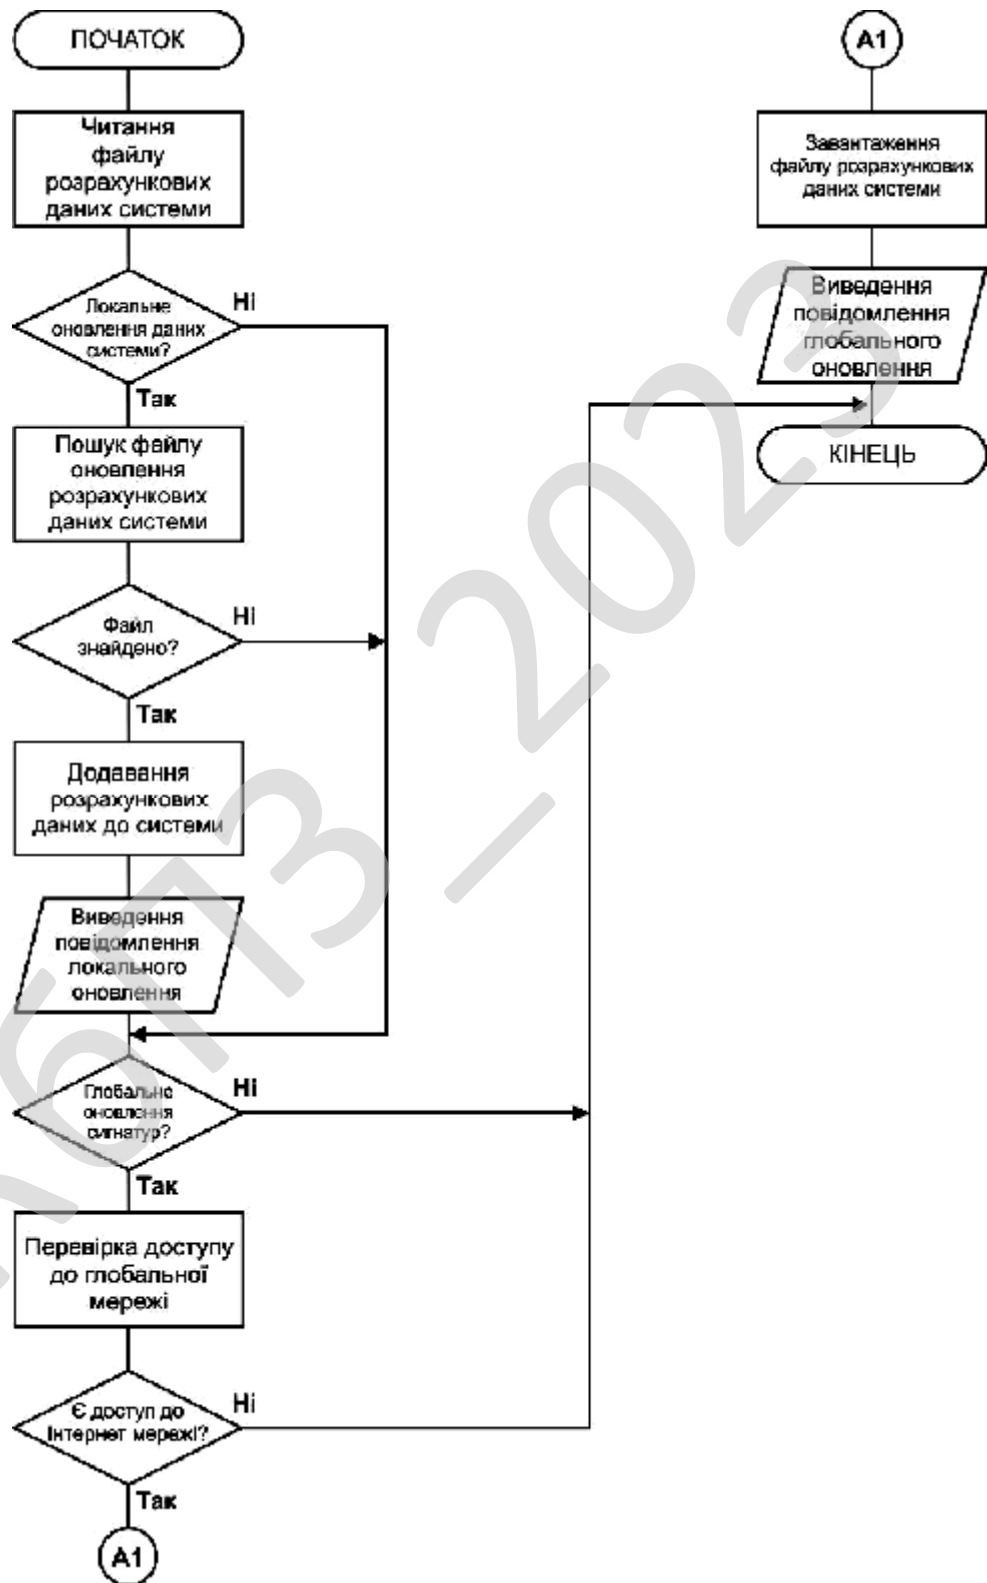 ПОЧАТОК
Читання
файлу
розрахункових
даних системи
Локальне
оновлення даних
системи?
Ні
Так
Пошук файлу
оновлення
розрахункових
даних системи
Файл
знайдено?
Ні
Так
Додавання
розрахункових
даних до системи
Виведення
повідомлення
локального
оновлення
Глобальне
оновлення
сигнатур?
Ні
Так
Перевірка доступу
до глобальної
мережі
Є доступ до
Інтернет мережі?
Ні
Так
А1
А1
Завантаження
файлу розрахункових
даних системи
Виведення
повідомлення
глобального
оновлення
КІНЕЦЬ